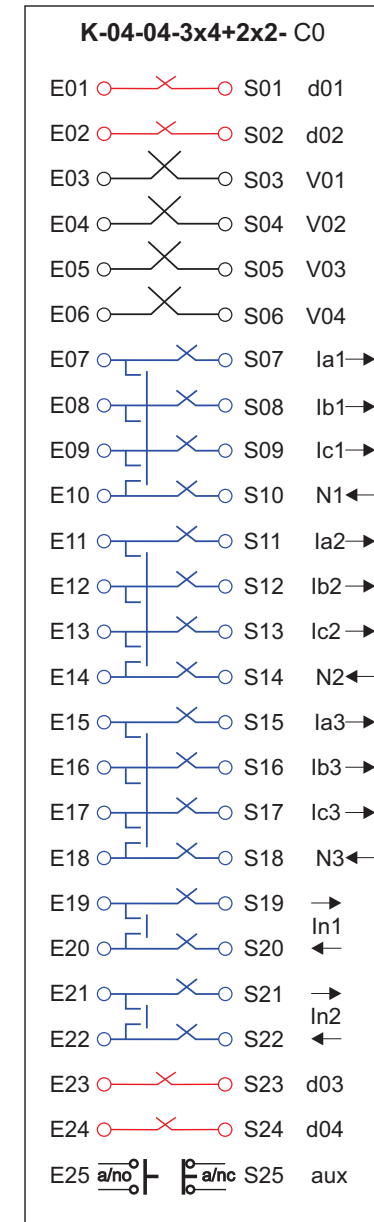 K-04-04-3x4+2x2- C0
E01 S01 d01
E02 S02 d02
E03 S03 V01
E04 S04 V02
E05 S05 V03
E06 S06 V04
E07 S07 Ia1
E08 S08 Ib1
E09 S09 Ic1
E10 S10 N1
E11 S11 Ia2
E12 S12 Ib2
E13 S13 Ic2
E14 S14 N2
E15 S15 Ia3
E16 S16 Ib3
E17 S17 Ic3
E18 S18 N3
E19 S19
In1
E20 S20
E21 S21
In2
E22 S22
E23 S23 d03
E24 S24 d04
E25 a/no a/nc S25 aux